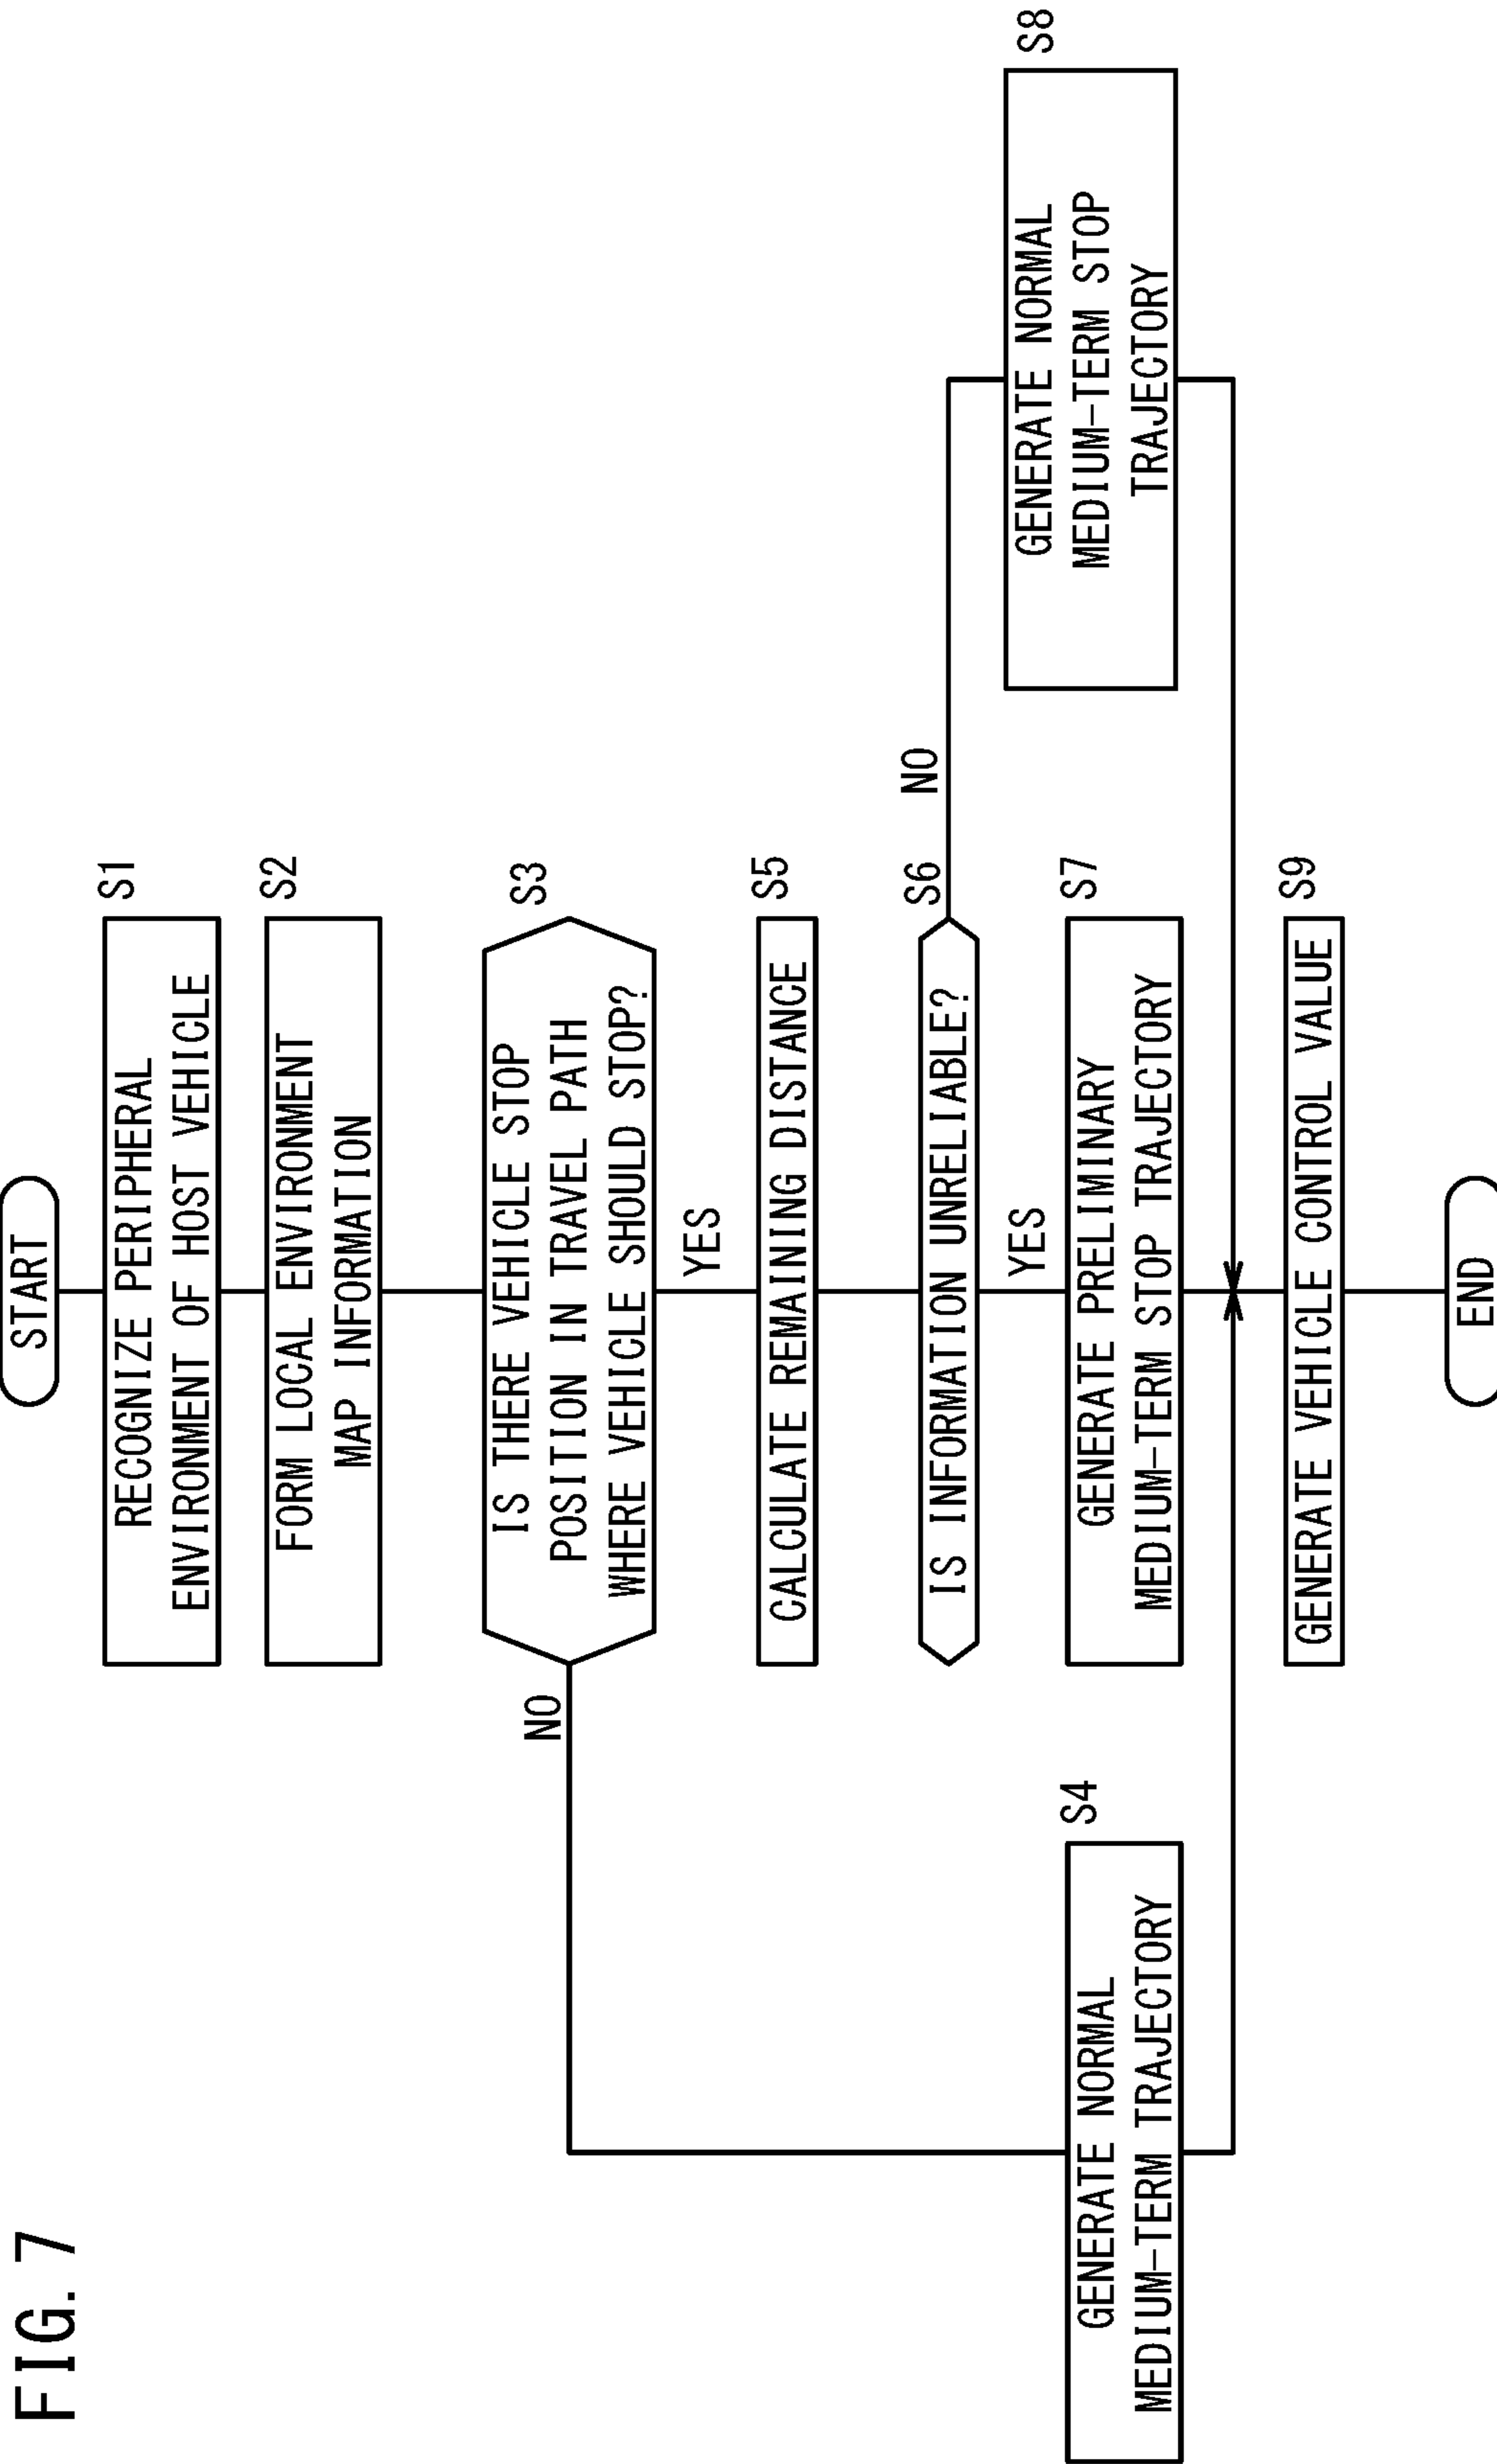 FIG. 7
START
S1
RECOGNIZE PERIPHERAL
ENVIRONMENT OF HOST VEHICLE
S2
FORM LOCAL ENVIRONMENT
MAP INFORMATION
S3
IS THERE VEHICLE STOP
POSITION IN TRAVEL PATH
WHERE VEHICLE SHOULD STOP?
NO
YES
S5
CALCULATE REMAINING DISTANCE
S6
IS INFORMATION UNRELIABLE?
NO
YES
S4
GENERATE NORMAL
MEDIUM-TERM TRAJECTORY
S7
GENERATE PRELIMINARY
MEDIUM-TERM STOP TRAJECTORY
S8
GENERATE NORMAL
MEDIUM-TERM STOP
TRAJECTORY
S9
GENERATE VEHICLE CONTROL VALUE
END